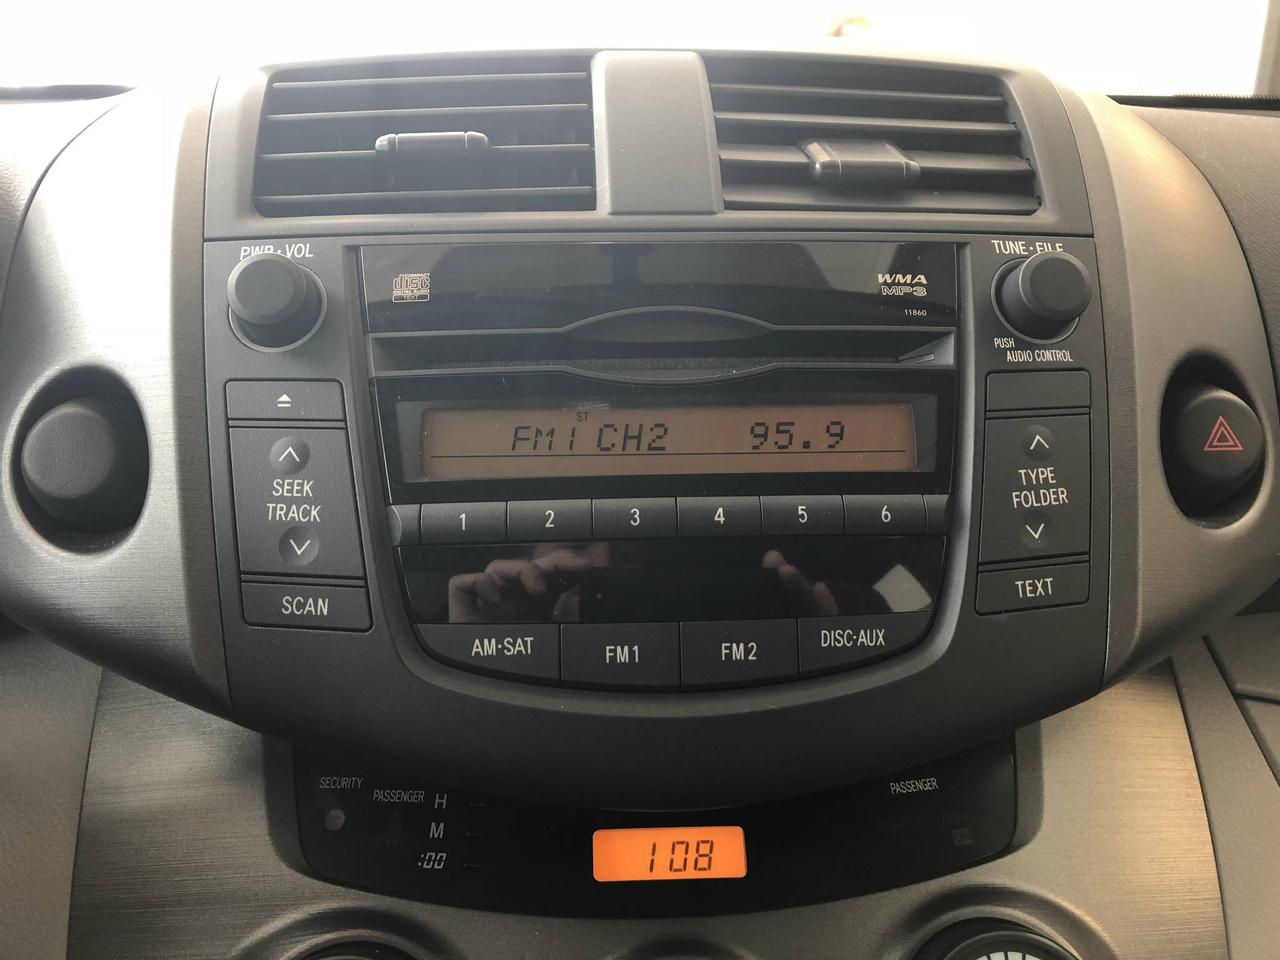 PWR·VOL
TUNE·FILE
COMPACT
disc
DIGITAL AUDIO
TEXT
WMA
MP3
11860
PUSH
AUDIO CONTROL
ST
FM1 CH2 95.9
SEEK
TRACK
TYPE
FOLDER
1 2 3 4 5 6
SCAN
TEXT
AM·SAT FM1 FM2 DISC·AUX
SECURITY
PASSENGER
H
M
:00
108
PASSENGER